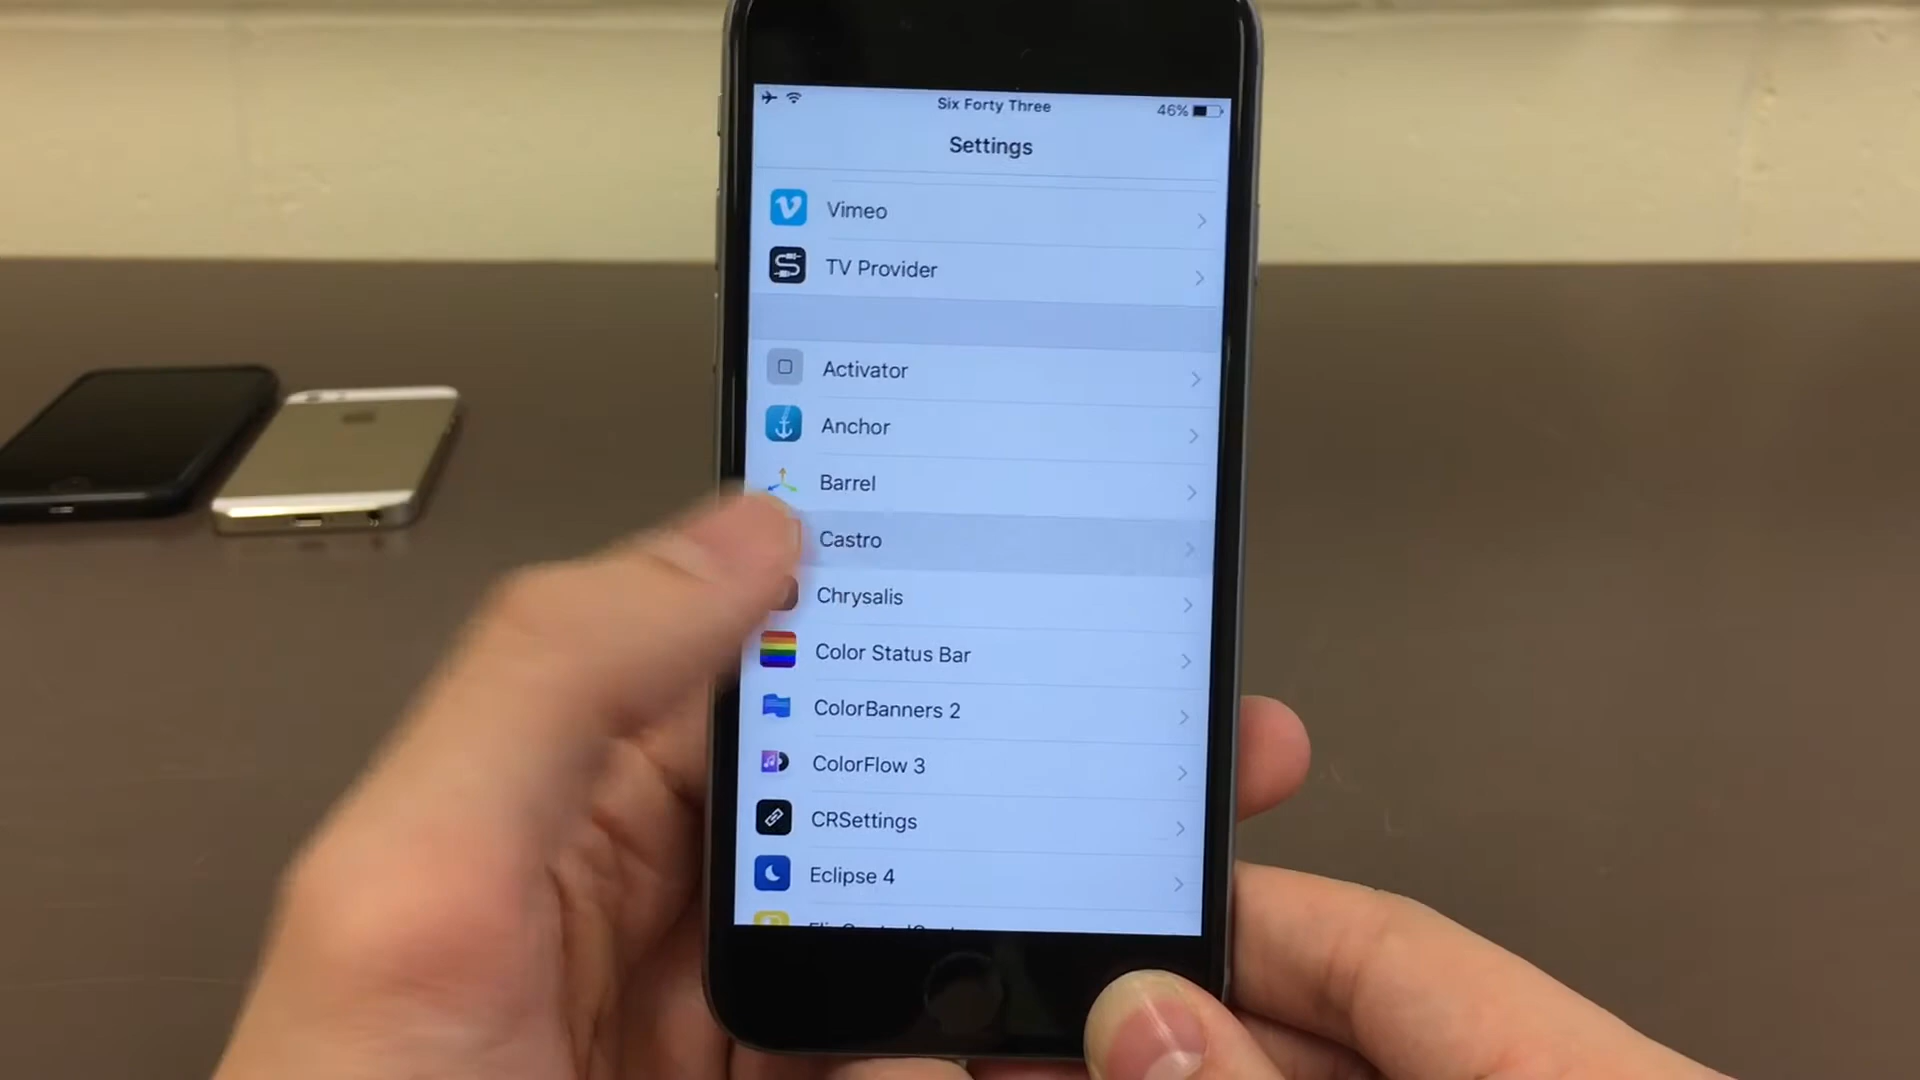 Six Forty Three
46%
Settings
Vimeo
TV Provider
Activator
Anchor
Barrel
Castro
Chrysalis
Color Status Bar
ColorBanners 2
ColorFlow 3
CRSettings
Eclipse 4